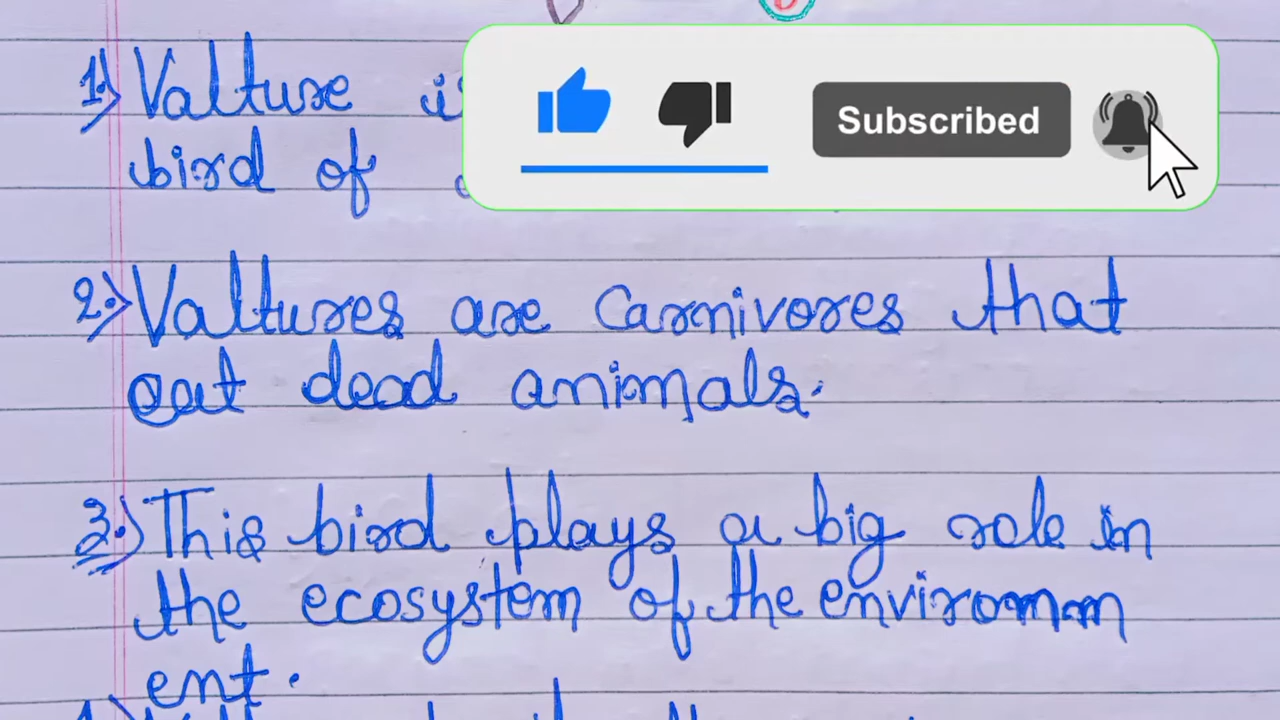 1) Valture is
Subscribed
bird of
2.) Valtures are Carnivores that
eat dead animals.
3.) This bird plays a big role in
the ecosystem of the environm
ent.